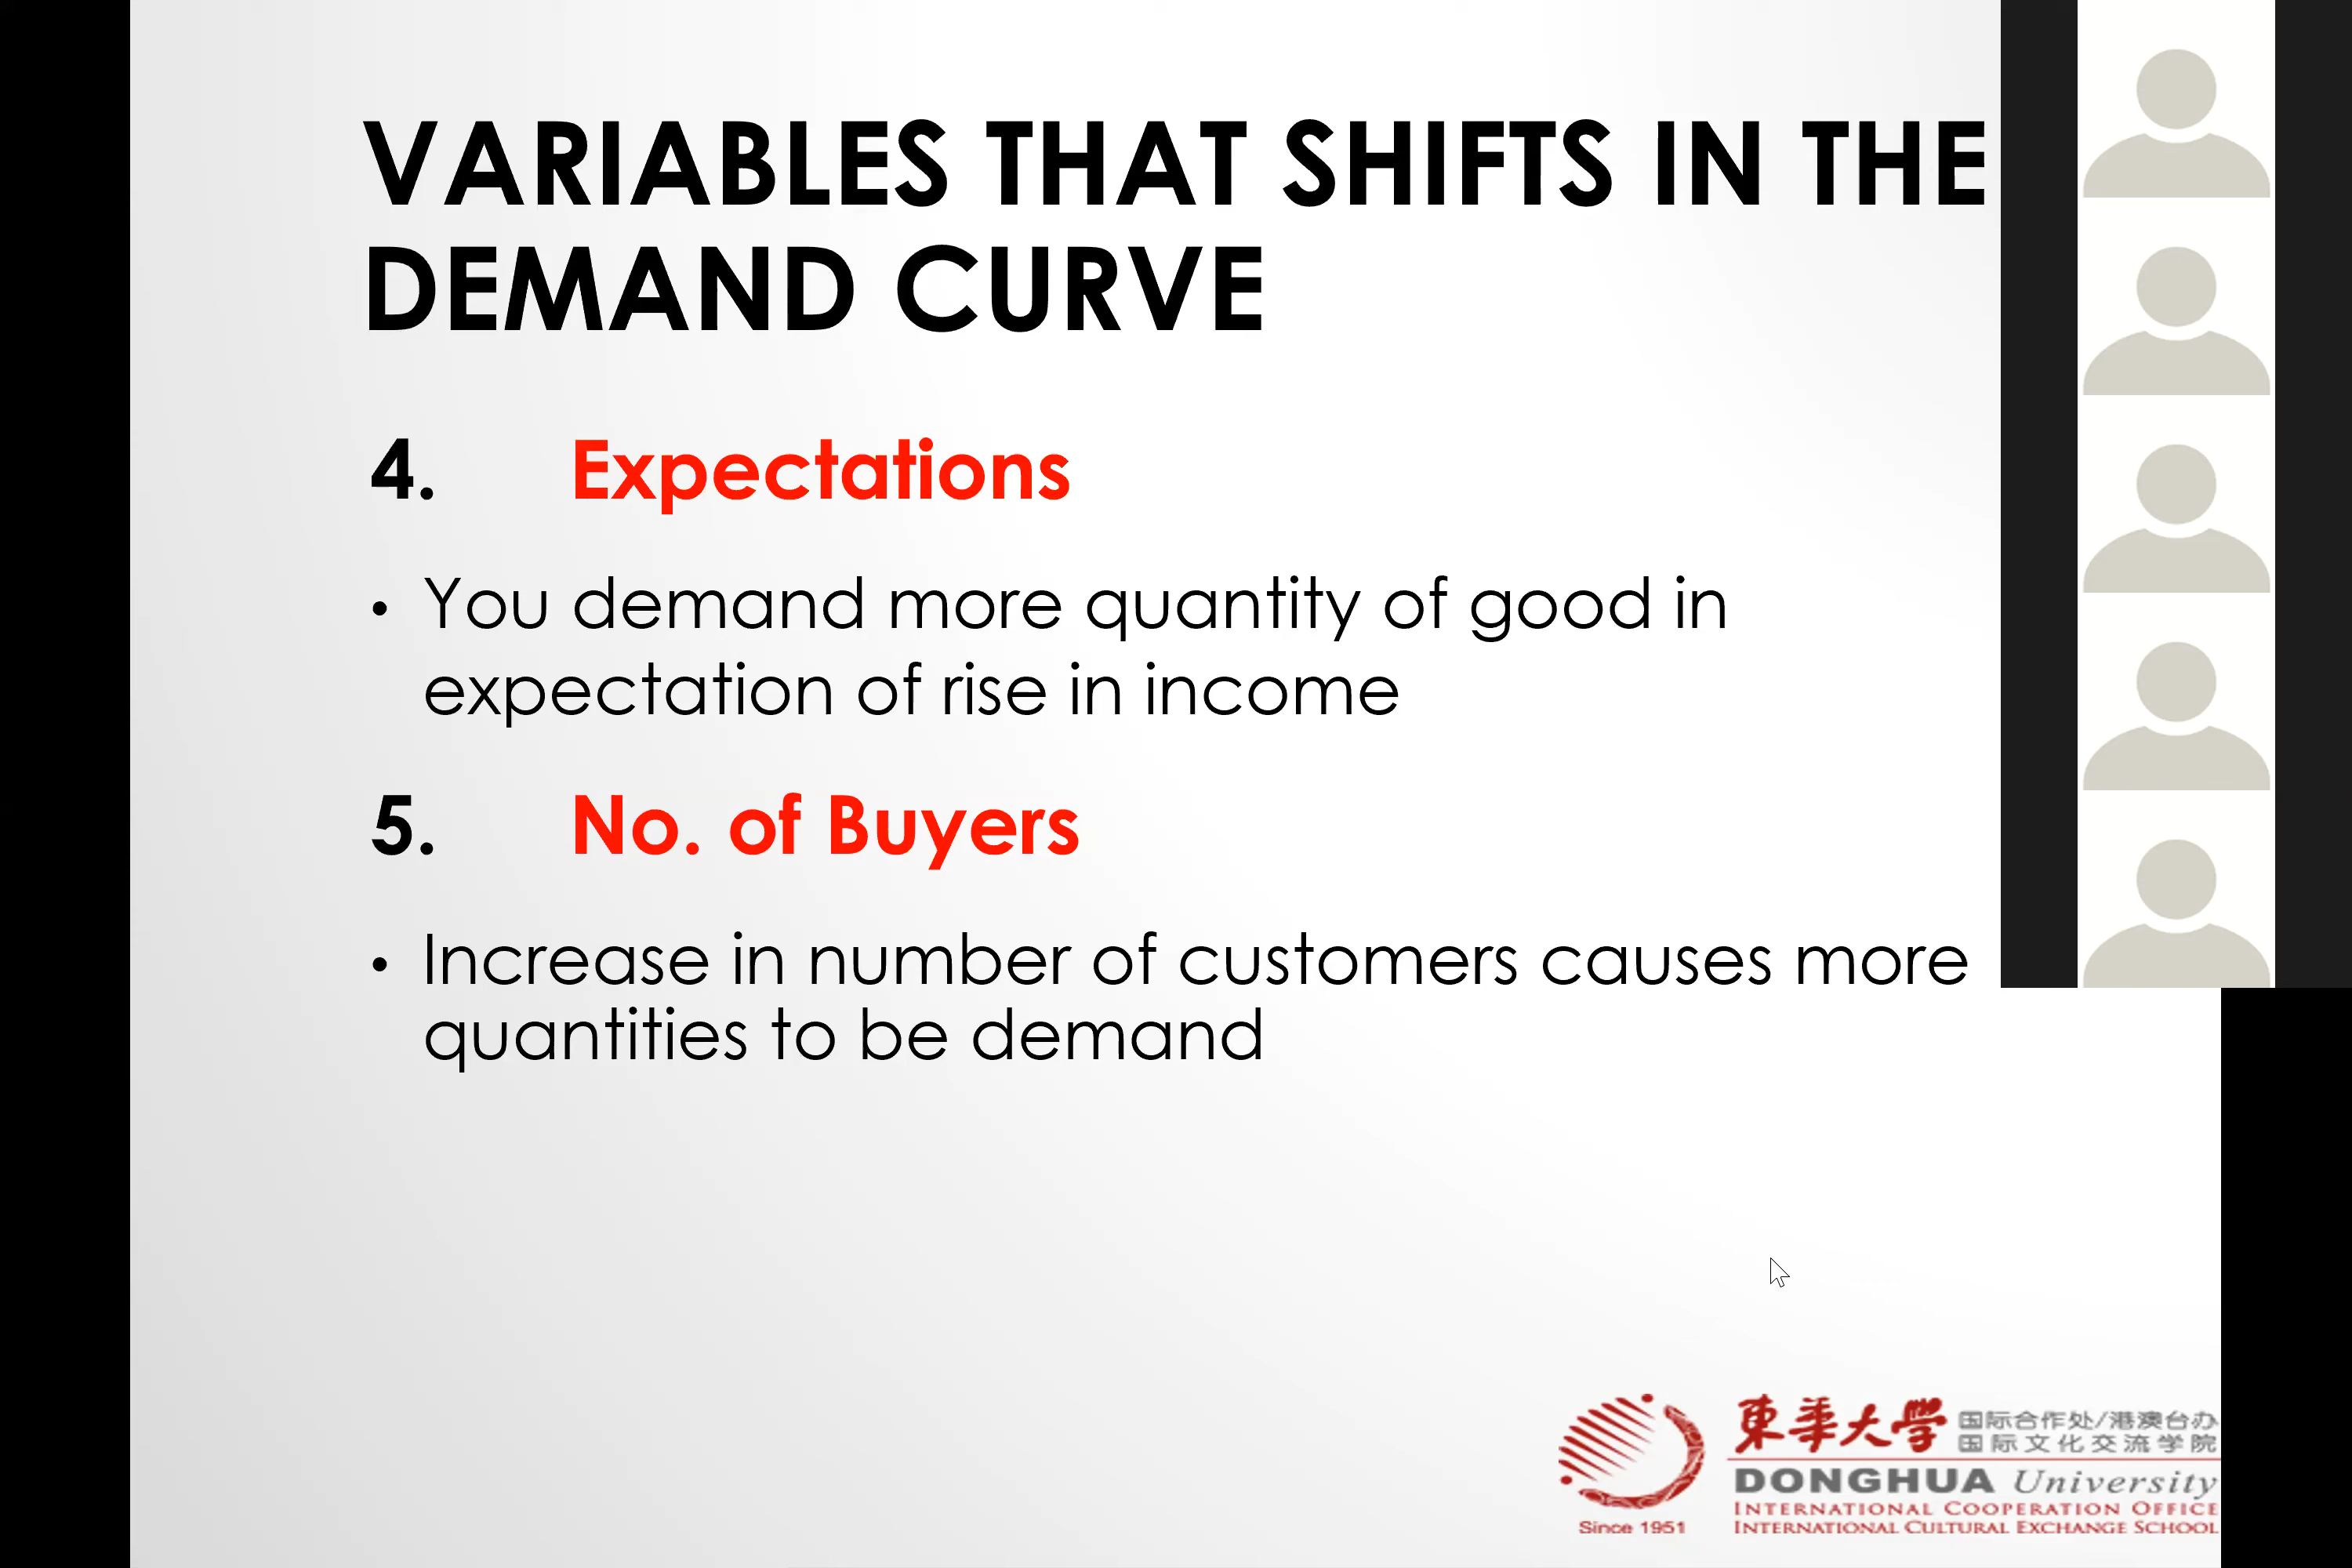 VARIABLES THAT SHIFTS IN THE
DEMAND CURVE
4. Expectations
• You demand more quantity of good in
expectation of rise in income
5. No. of Buyers
• Increase in number of customers causes more
quantities to be demand
Since 1951
東華大學
国际合作处/港澳台办
国际文化交流学院
DONGHUA University
INTERNATIONAL COOPERATION OFFICE
INTERNATIONAL CULTURAL EXCHANGE SCHOOL